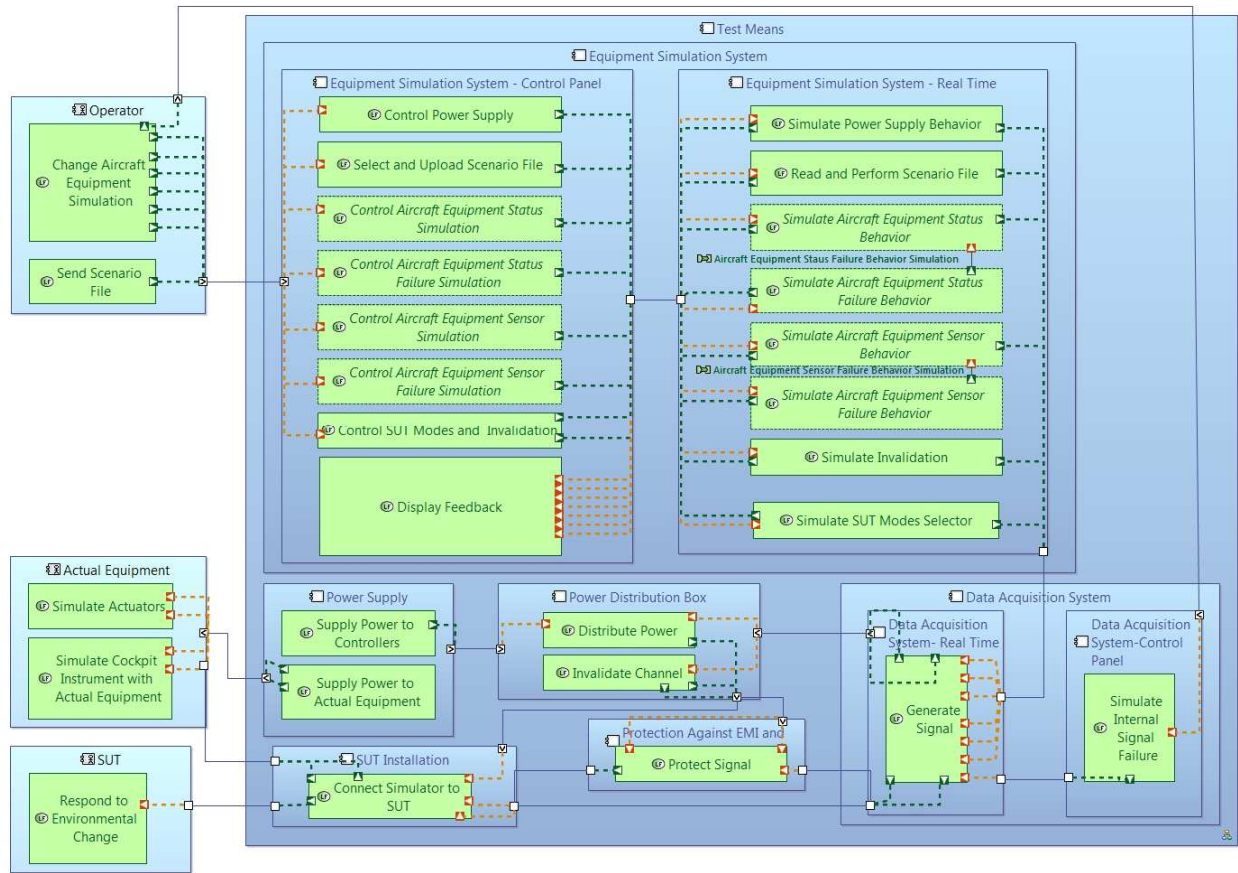 Test Means
Equipment Simulation System
Equipment Simulation System - Control Panel
Equipment Simulation System - Real Time
Operator
Change Aircraft
Equipment
Simulation
Send Scenario
File
Control Power Supply
Select and Upload Scenario File
Control Aircraft Equipment Status
Simulation
Control Aircraft Equipment Status
Failure Simulation
Control Aircraft Equipment Sensor
Simulation
Control Aircraft Equipment Sensor
Failure Simulation
Control SUT Modes and Invalidation
Display Feedback
Simulate Power Supply Behavior
Read and Perform Scenario File
Simulate Aircraft Equipment Status
Behavior
Aircraft Equipment Staus Failure Behavior Simulation
Simulate Aircraft Equipment Status
Failure Behavior
Simulate Aircraft Equipment Sensor
Behavior
Aircraft Equipment Sensor Failure Behavior Simulation
Simulate Aircraft Equipment Sensor
Failure Behavior
Simulate Invalidation
Simulate SUT Modes Selector
Actual Equipment
Simulate Actuators
Simulate Cockpit
Instrument with
Actual Equipment
Power Supply
Supply Power to
Controllers
Supply Power to
Actual Equipment
Power Distribution Box
Distribute Power
Invalidate Channel
Data Acquisition System
Data Acquisition
System- Real Time
Generate
Signal
Data Acquisition
System-Control
Panel
Simulate
Internal
Signal
Failure
Protection Against EMI and
Protect Signal
SUT Installation
Connect Simulator to
SUT
SUT
Respond to
Environmental
Change